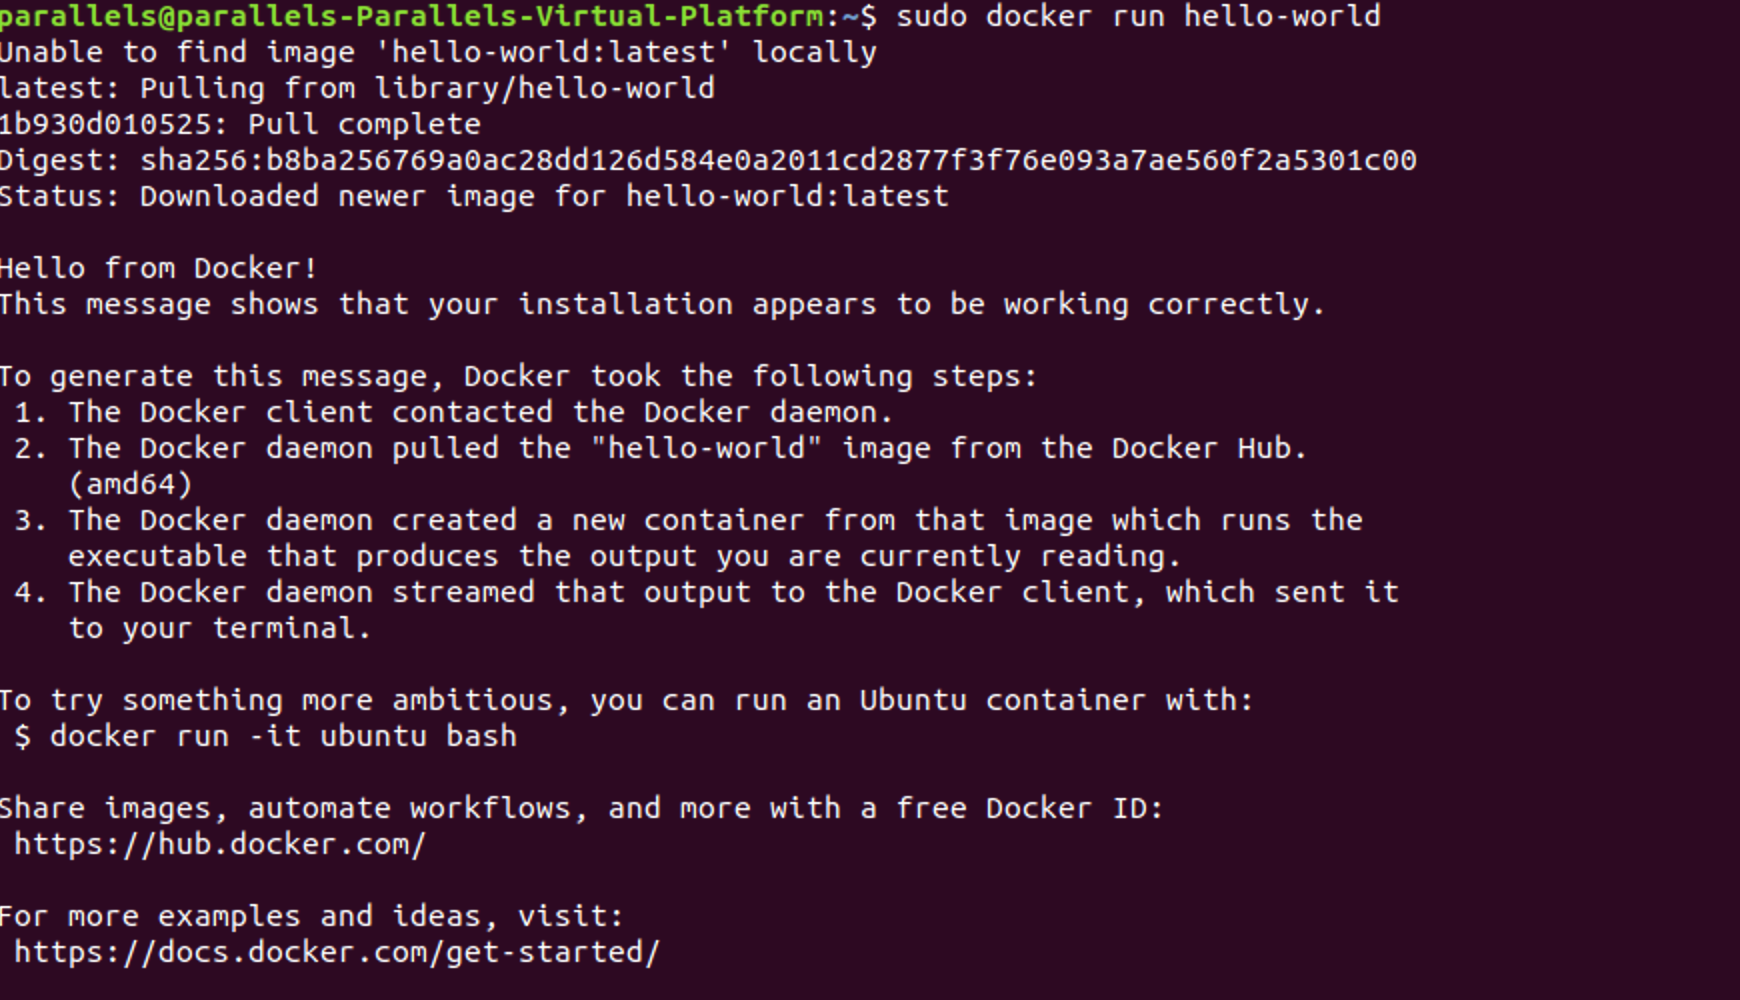 parallels@parallels-Parallels-Virtual-Platform:~$ sudo docker run hello-world
Unable to find image 'hello-world:latest' locally
latest: Pulling from library/hello-world
1b930d010525: Pull complete
Digest: sha256:b8ba256769a0ac28dd126d584e0a2011cd2877f3f76e093a7ae560f2a5301c00
Status: Downloaded newer image for hello-world:latest

Hello from Docker!
This message shows that your installation appears to be working correctly.

To generate this message, Docker took the following steps:
 1. The Docker client contacted the Docker daemon.
 2. The Docker daemon pulled the "hello-world" image from the Docker Hub.
    (amd64)
 3. The Docker daemon created a new container from that image which runs the
    executable that produces the output you are currently reading.
 4. The Docker daemon streamed that output to the Docker client, which sent it
    to your terminal.

To try something more ambitious, you can run an Ubuntu container with:
 $ docker run -it ubuntu bash

Share images, automate workflows, and more with a free Docker ID:
 https://hub.docker.com/

For more examples and ideas, visit:
 https://docs.docker.com/get-started/